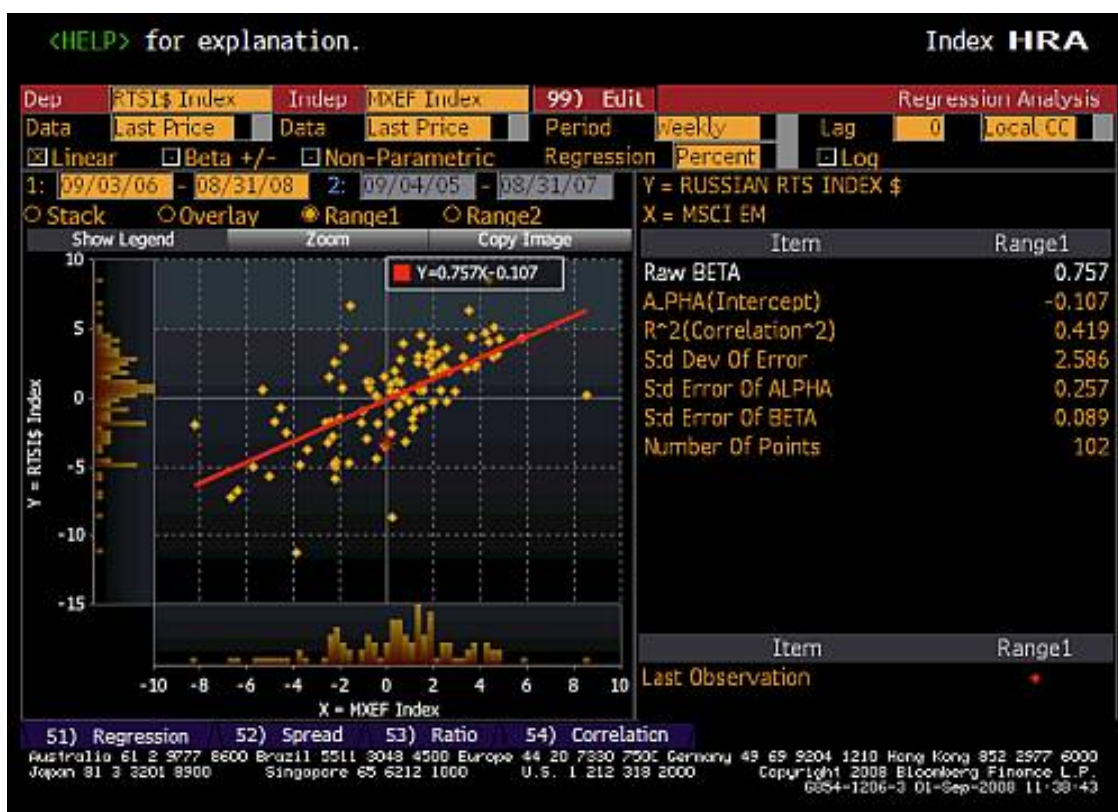 <HELP> for explanation. Index HRA
Dep RTSI$ Index Indep MXEF Index 99) Edit Regression Analysis
Data Last Price Data Last Price Period Weekly Lag 0 Local CC
Linear Beta +/- Non-Parametric Regression Percent Log
1: 09/03/06 - 08/31/08 2: 09/04/05 - 08/31/07
Stack Overlay Range1 Range2
Show Legend Zoom Copy Image
Y = RUSSIAN RTS INDEX $
X = MSCI EM
Item Range1
Raw BETA 0.757
ALPHA(Intercept) -0.107
R^2(Correlation^2) 0.419
Std Dev Of Error 2.586
Std Error Of ALPHA 0.257
Std Error Of BETA 0.089
Number Of Points 102
Y=0.757X-0.107
10
5
0
-5
-10
-15
Y = RTSI$ Index
-10 -8 -6 -4 -2 0 2 4 6 8 10
X = MXEF Index
Item Range1
Last Observation
51) Regression 52) Spread 53) Ratio 54) Correlation
Australia 61 2 9777 8600 Brazil 5511 3048 4500 Europe 44 20 7330 7500 Germany 49 69 9204 1210 Hong Kong 852 2977 6000
Japan 81 3 3201 8900 Singapore 65 6212 1000 U.S. 1 212 318 2000 Copyright 2008 Bloomberg Finance L.P.
G854-1206-3 01-Sep-2008 11:38:43